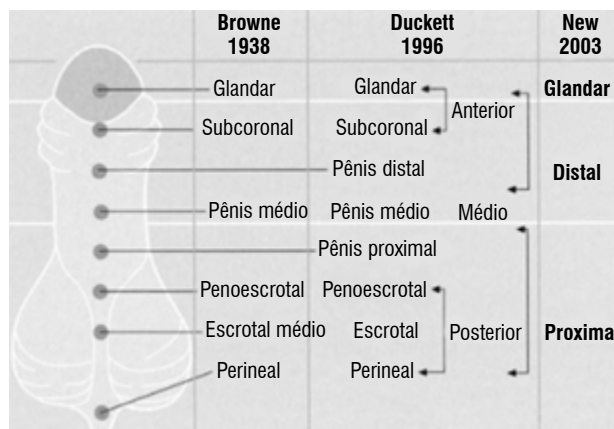 Browne Duckett New
1938 1996 2003
Glandar Glandar Glandar
Anterior
Subcoronal Subcoronal
Pênis distal Distal
Pênis médio Pênis médio Médio
Pênis proximal
Penoescrotal Penoescrotal
Escrotal médio Escrotal Posterior Proxima
Perineal Perineal